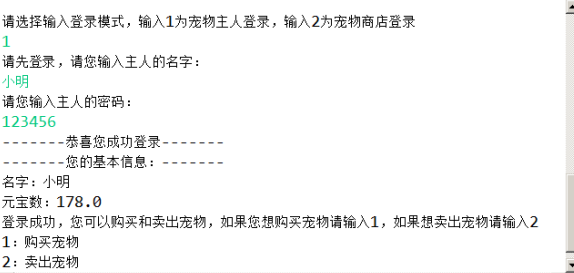 请选择输入登录模式，输入1为宠物主人登录，输入2为宠物商店登录
1
请先登录，请您输入主人的名字：
小明
请您输入主人的密码：
123456
-------恭喜您成功登录-------
-------您的基本信息：-------
名字：小明
元宝数：178.0
登录成功，您可以购买和卖出宠物，如果您想购买宠物请输入1，如果想卖出宠物请输入2
1：购买宠物
2：卖出宠物